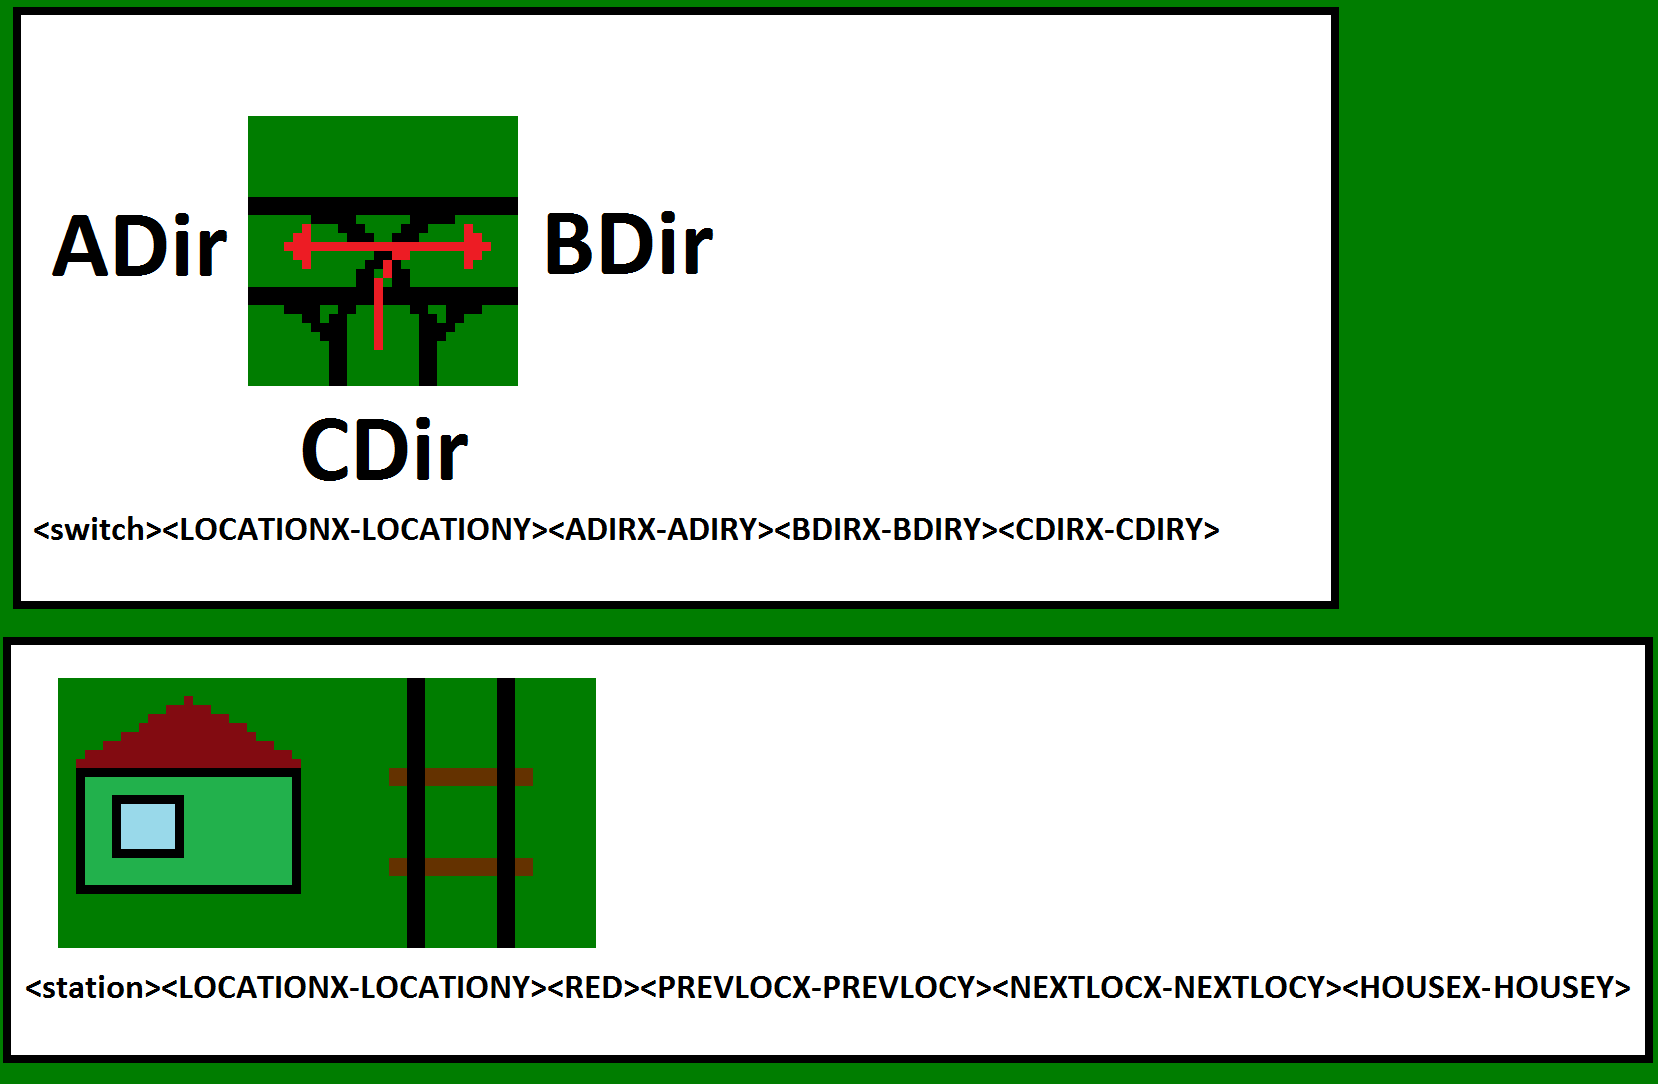 ADir
BDir
CDir
<switch><LOCATIONX-LOCATIONY><ADIRX-ADIRY><BDIRX-BDIRY><CDIRX-CDIRY>
<station><LOCATIONX-LOCATIONY><RED><PREVLOCX-PREVLOCY><NEXTLOCX-NEXTLOCY><HOUSEX-HOUSEY>